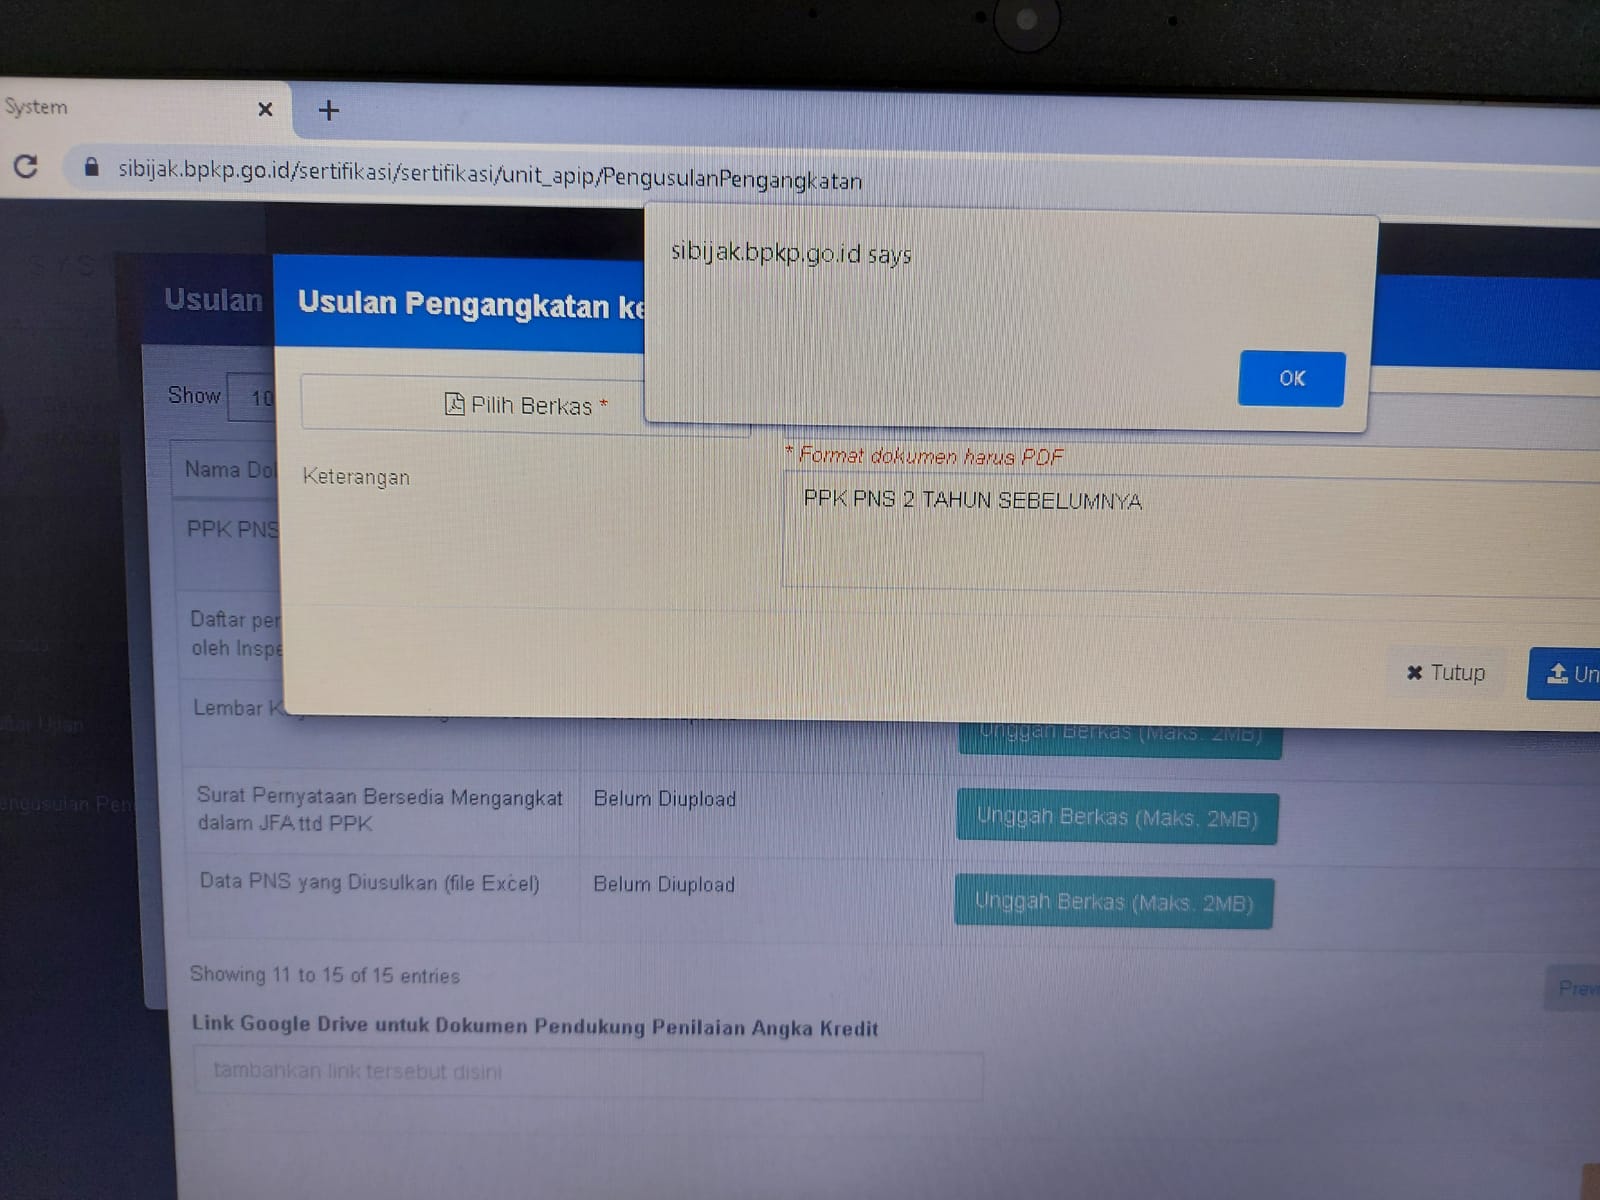 System
sibijak.bpkp.go.id/sertifikasi/sertifikasi/unit_apip/PengusulanPengangkatan
sibijak.bpkp.go.id says
OK
Usulan
Usulan Pengangkatan ke
Show 10
Pilih Berkas *
* Format dokumen harus PDF
Nama Do
Keterangan
PPK PNS 2 TAHUN SEBELUMNYA
PPK PNS
Daftar per
oleh Inspe
Tutup
Un
Lembar K
Unggah Berkas (Maks. 2MB)
Surat Pernyataan Bersedia Mengangkat
dalam JFA ttd PPK
Belum Diupload
Unggah Berkas (Maks. 2MB)
Data PNS yang Diusulkan (file Excel)
Belum Diupload
Unggah Berkas (Maks. 2MB)
Showing 11 to 15 of 15 entries
Prev
Link Google Drive untuk Dokumen Pendukung Penilaian Angka Kredit
tambahkan link tersebut disini